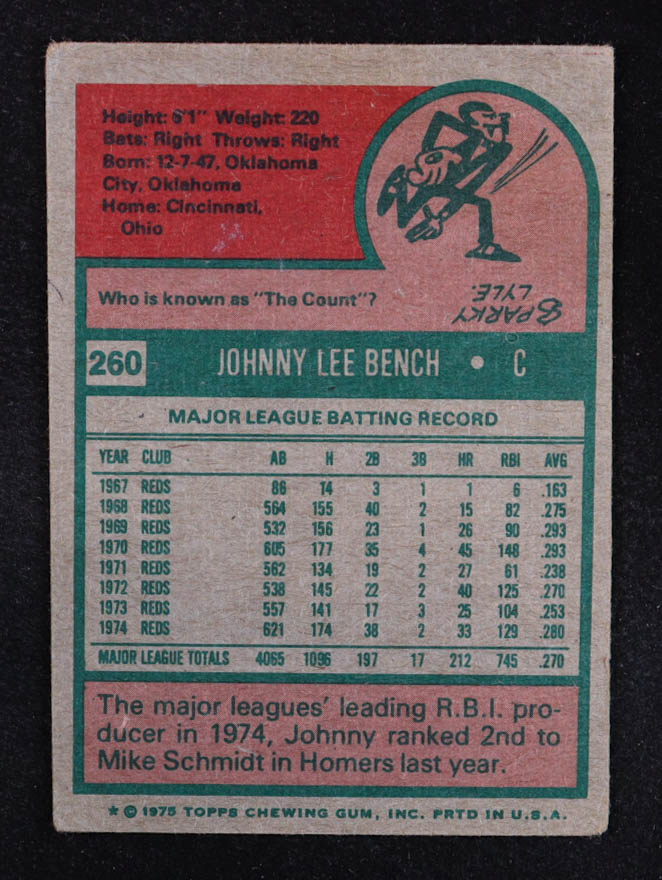 Height: 6'1" Weight: 220
Bats: Right Throws: Right
Born: 12-7-47, Oklahoma
City, Oklahoma
Home: Cincinnati,
Ohio
Who is known as "The Count"?
SPARKY
LYLE.
260 JOHNNY LEE BENCH • C
MAJOR LEAGUE BATTING RECORD
YEAR CLUB AB H 2B 3B HR RBI AVG
1967 REDS 86 14 3 1 1 6 .163
1968 REDS 564 155 40 2 15 82 .275
1969 REDS 532 156 23 1 26 90 .293
1970 REDS 605 177 35 4 45 148 .293
1971 REDS 562 134 19 2 27 61 .238
1972 REDS 538 145 22 2 40 125 .270
1973 REDS 557 141 17 3 25 104 .253
1974 REDS 621 174 38 2 33 129 .280
MAJOR LEAGUE TOTALS 4065 1096 197 17 212 745 .270
The major leagues' leading R.B.I. pro-
ducer in 1974, Johnny ranked 2nd to
Mike Schmidt in Homers last year.
★ © 1975 TOPPS CHEWING GUM, INC. PRTD IN U.S.A.